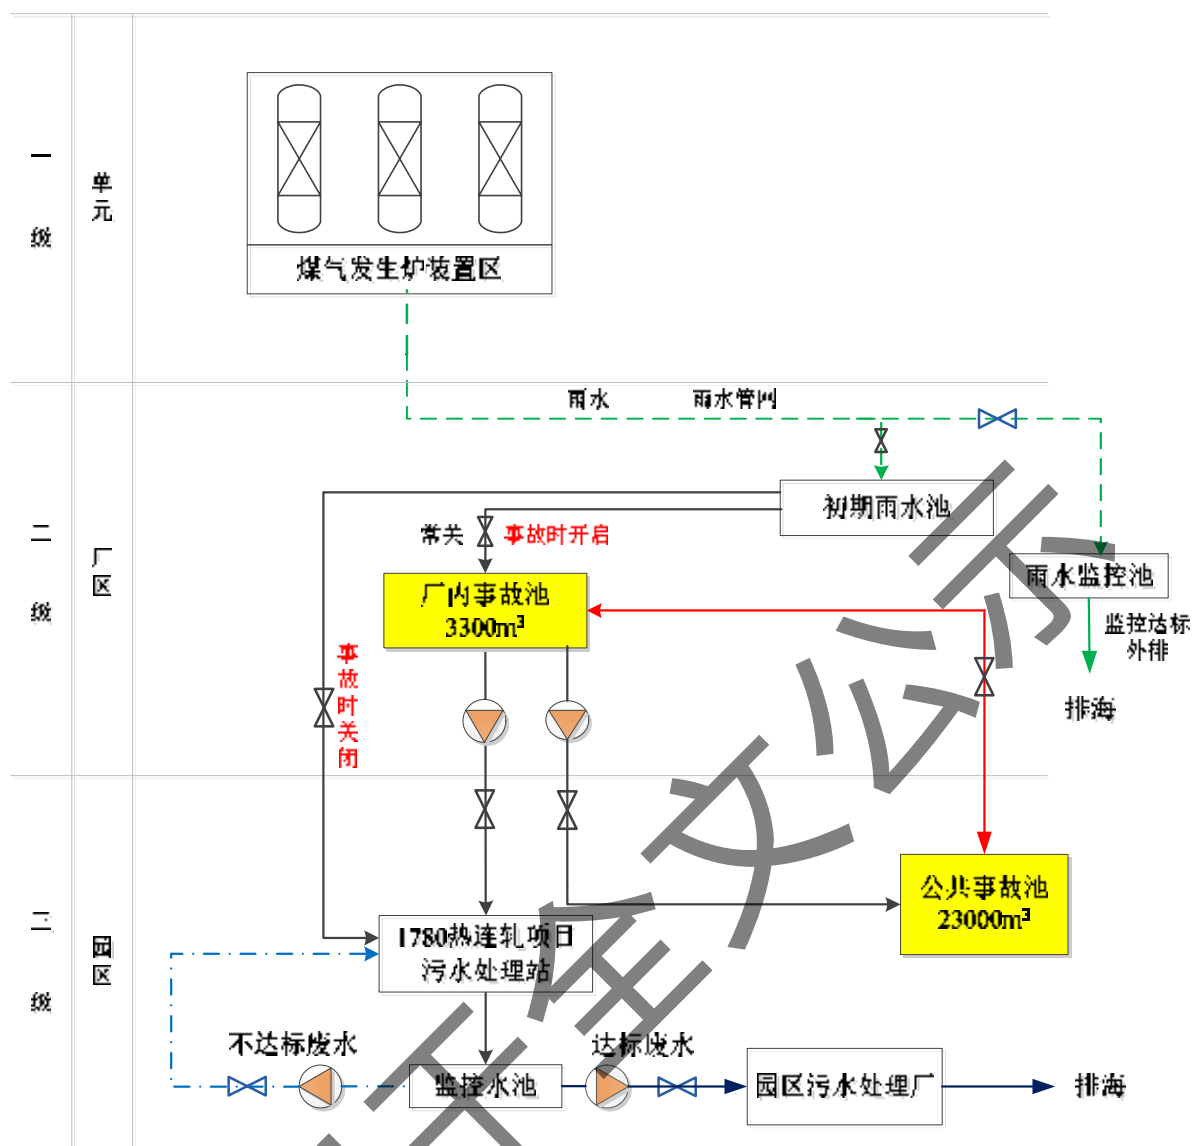 一级
单元
煤气发生炉装置区
雨水
雨水管网
二级
厂区
初期雨水池
常关
事故时开启
雨水监控池
厂内事故池
3300m³
监控达标
外排
排海
事故时关闭
三级
园区
公共事故池
23000m³
1780热连轧项目
污水处理站
不达标废水
达标废水
监控水池
园区污水处理厂
排海
全文公示